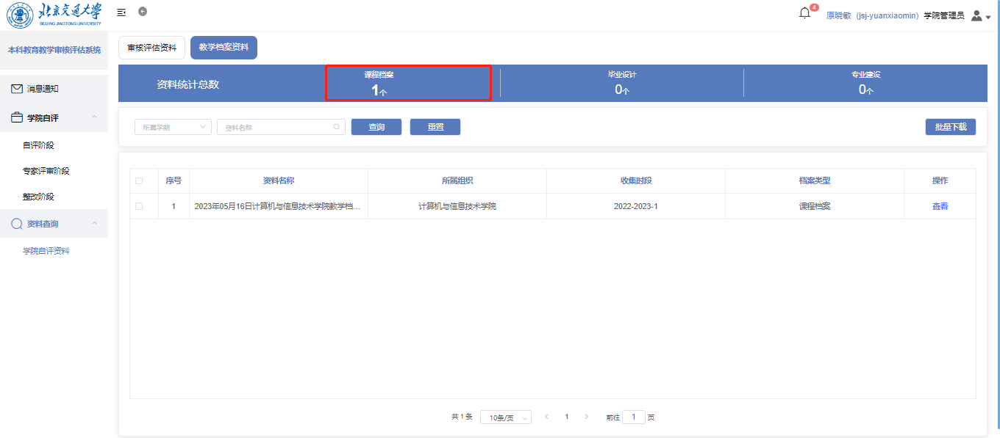 北京交通大学
BEIJING JIAOTONG UNIVERSITY
4
原晓敏（jsj-yuanxiaomin）学院管理员
本科教育教学审核评估系统
消息通知
学院自评
自评阶段
专家评审阶段
整改阶段
资料查询
学院自评资料
审核评估资料 教学档案资料
资料统计总数
课程档案
1个
毕业设计
0个
专业建设
0个
所属学期 资料名称 查询 重置 批量下载
序号 资料名称 所属组织 收集时段 档案类型 操作
1 2023年05月16日计算机与信息技术学院教学档... 计算机与信息技术学院 2022-2023-1 课程档案 查看
共 1 条 10条/页 1 前往 1 页